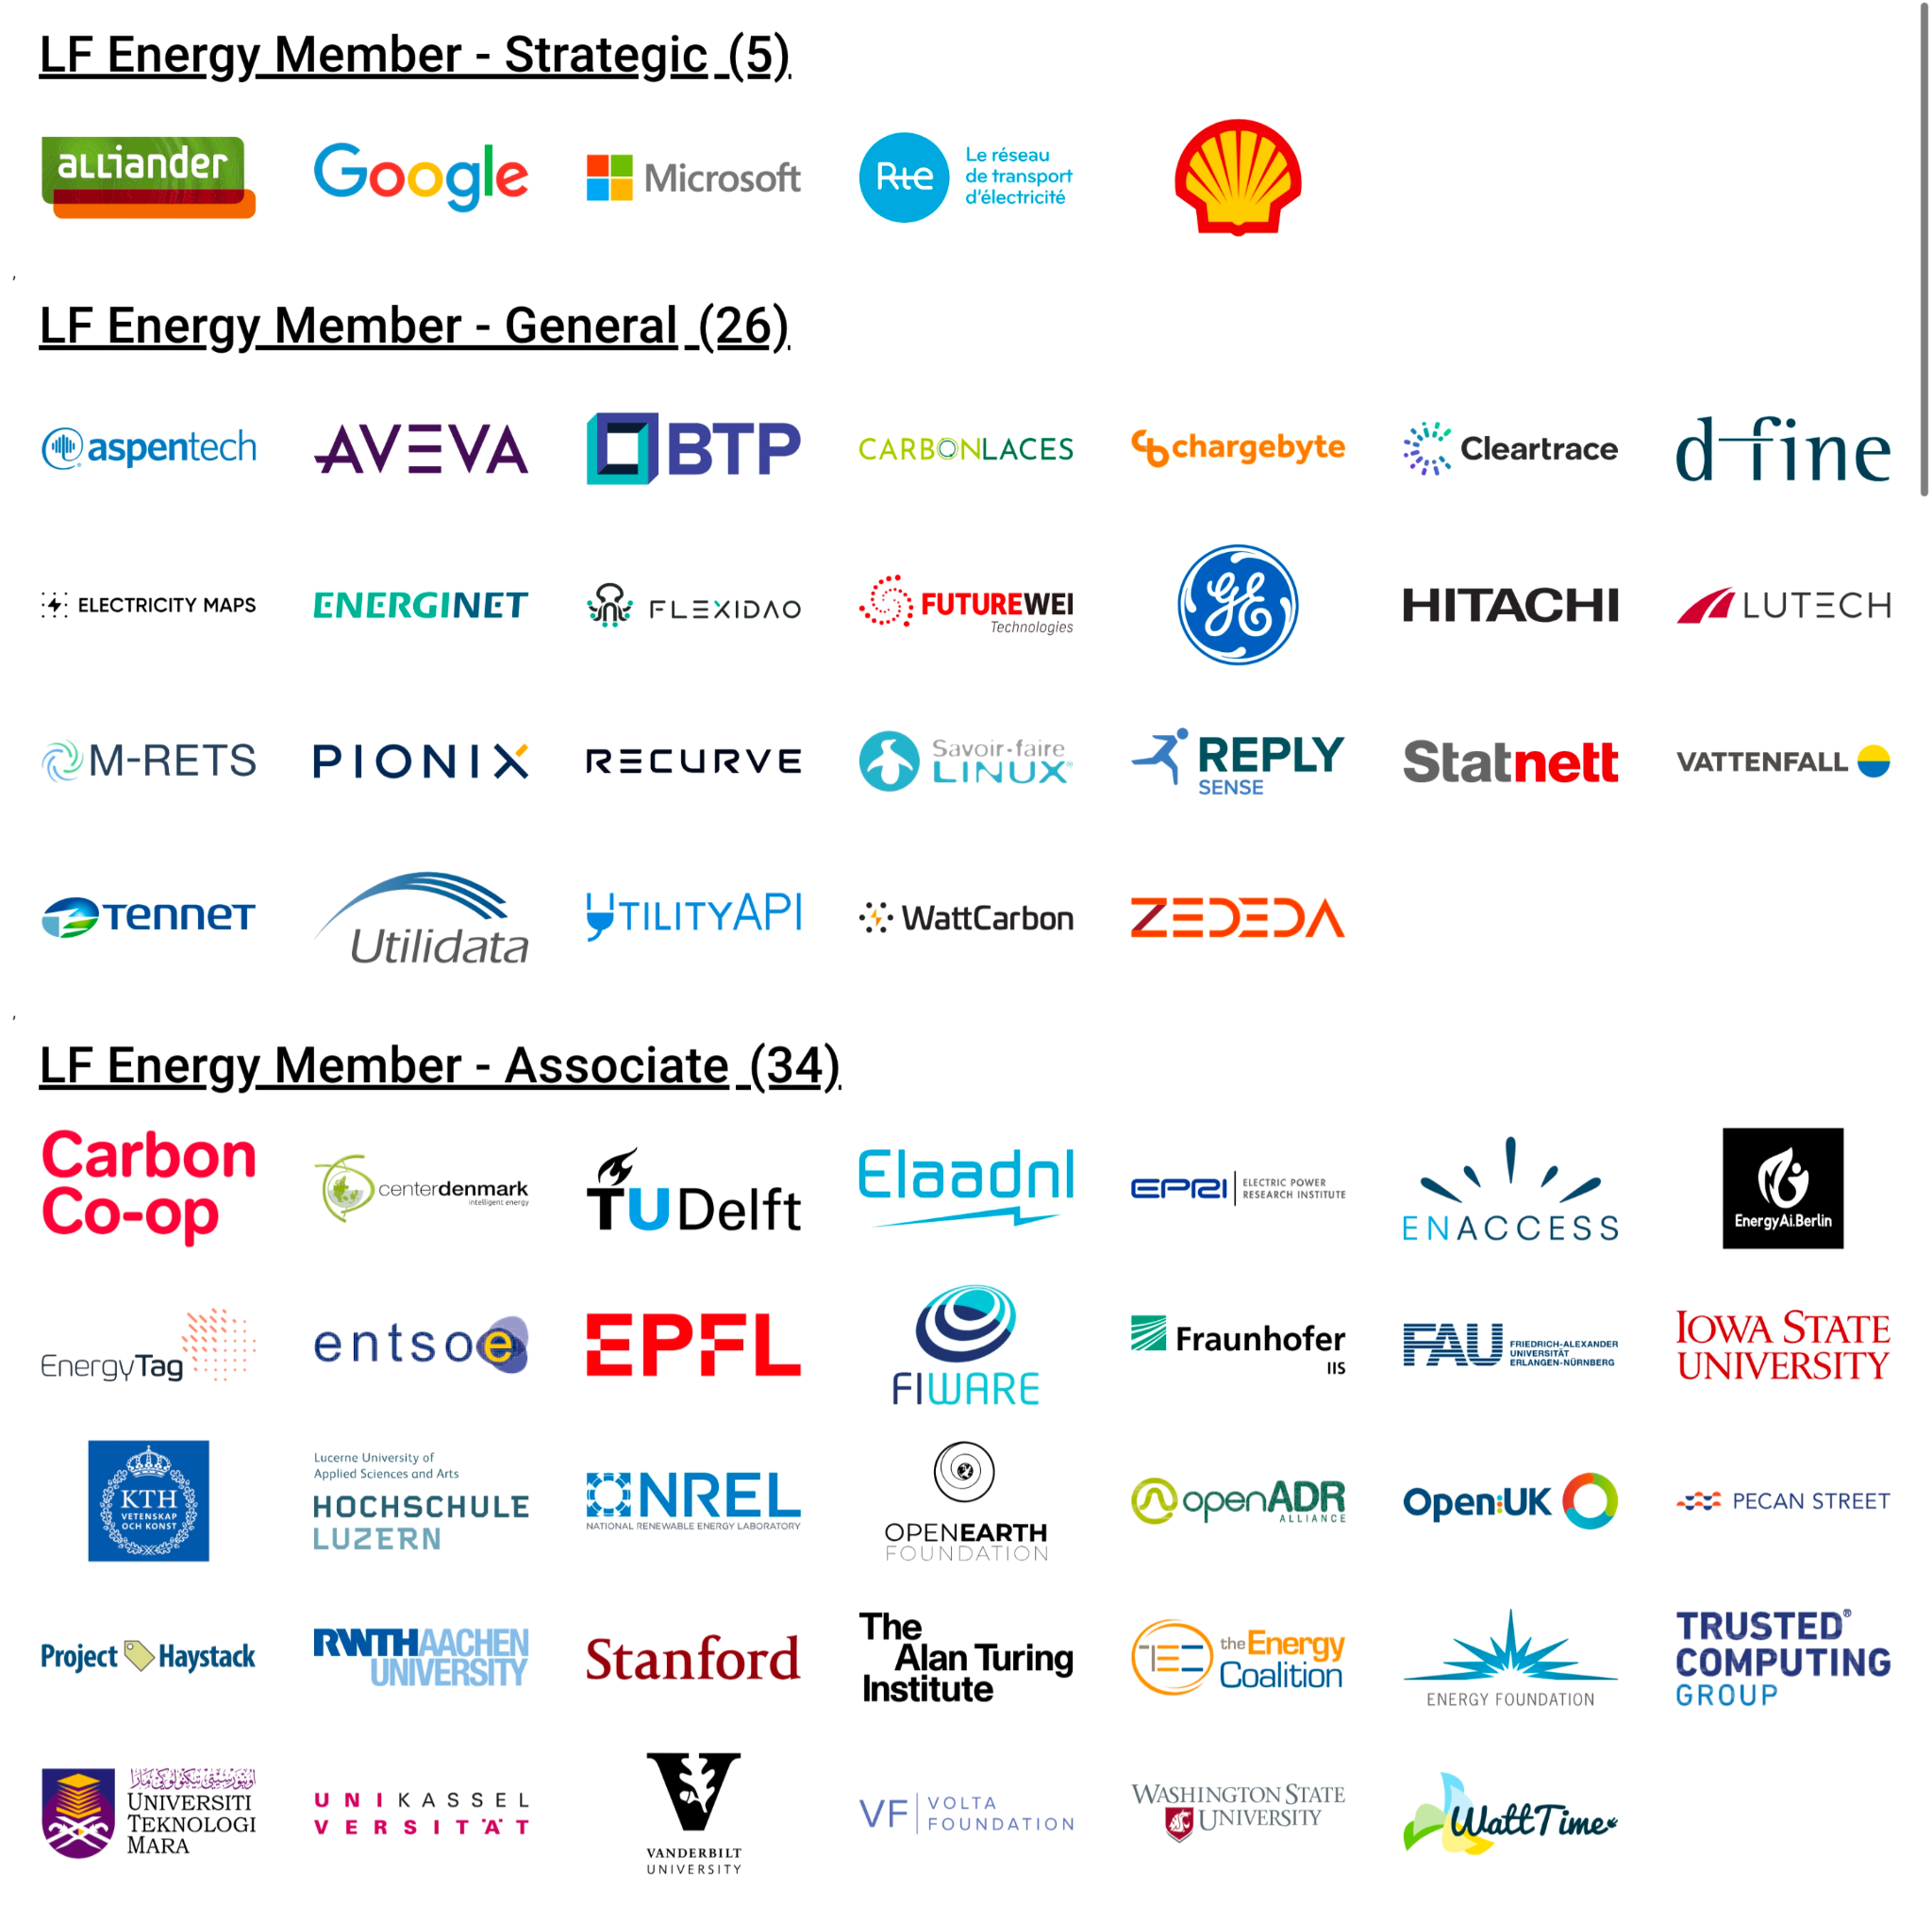 LF Energy Member - Strategic (5)
alliander
Google
Microsoft
Rte
Le réseau
de transport
d'électricité
,
LF Energy Member - General (26)
aspentech
AVEVA
BTP
CARBONLACES
chargebyte
Cleartrace
d-fine
ELECTRICITY MAPS
ENERGINET
FLEXIDAO
FUTUREWEI
Technologies
GE
HITACHI
LUTECH
M-RETS
PIONIX
RECURVE
Savoir-faire
LINUX®
REPLY
SENSE
Statnett
VATTENFALL
TenneT
Utilidata
UTILITYAPI
WattCarbon
ZEDEDA
,
LF Energy Member - Associate (34)
Carbon
Co-op
centerdenmark
intelligent energy
TUDelft
Elaadnl
EPRI
ELECTRIC POWER
RESEARCH INSTITUTE
ENACCESS
EnergyAi.Berlin
EnergyTag
entsoe
EPFL
FIWARE
Fraunhofer
IIS
FAU
FRIEDRICH-ALEXANDER
UNIVERSITÄT
ERLANGEN-NÜRNBERG
IOWA STATE
UNIVERSITY
KTH
VETENSKAP
OCH KONST
Lucerne University of
Applied Sciences and Arts
HOCHSCHULE
LUZERN
NREL
NATIONAL RENEWABLE ENERGY LABORATORY
OPENEARTH
FOUNDATION
openADR
ALLIANCE
Open:UK
PECAN STREET
Project Haystack
RWTHAACHEN
UNIVERSITY
Stanford
The
Alan Turing
Institute
TEC
the Energy
Coalition
ENERGY FOUNDATION
TRUSTED®
COMPUTING
GROUP
اونيۏرسيتي تيكنولوڬي مارا
UNIVERSITI
TEKNOLOGI
MARA
UNIKASSEL
VERSITÄT
V
VANDERBILT
UNIVERSITY
VF
VOLTA
FOUNDATION
WASHINGTON STATE
UNIVERSITY
WattTime